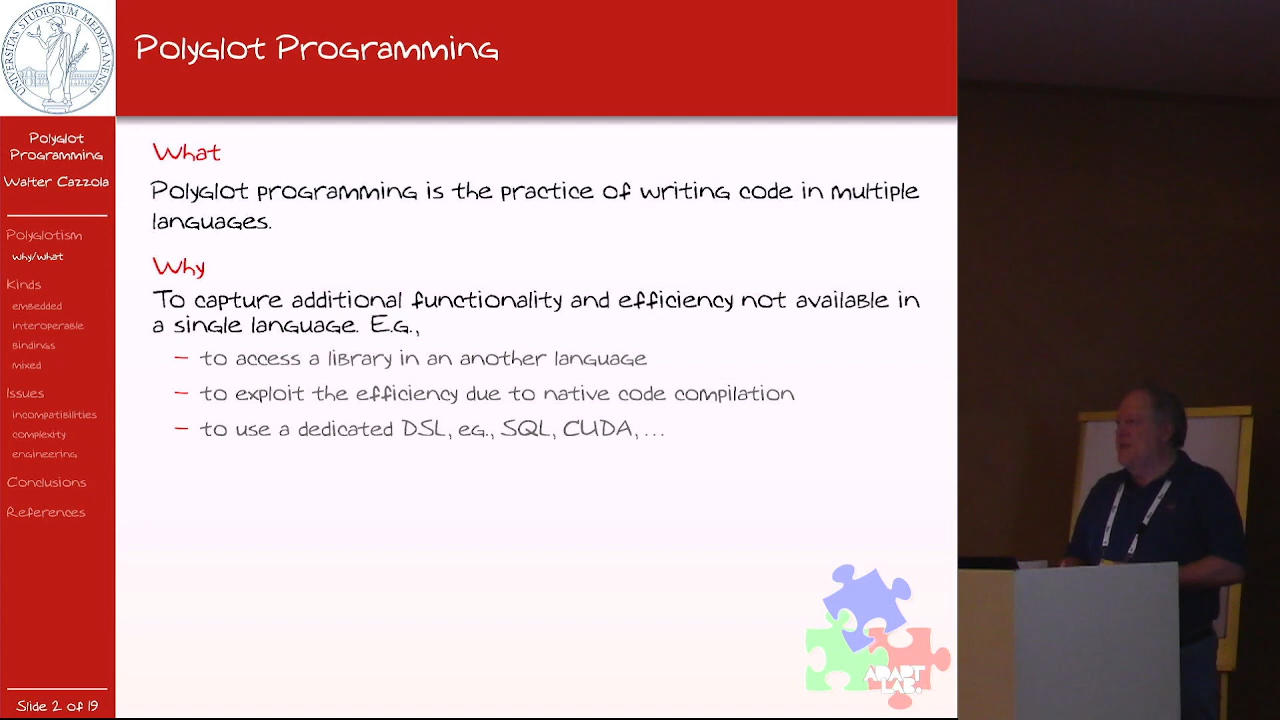 UNIVERSITAS STUDIORUM MEDIOLANENSIS
Polyglot Programming
Polyglot
Programming
Walter Cazzola
Polyglotism
why/what
Kinds
embedded
interoperable
bindings
mixed
Issues
incompatibilities
complexity
engineering
Conclusions
References
Slide 2 of 19
What
Polyglot programming is the practice of writing code in multiple
languages.
Why
To capture additional functionality and efficiency not available in
a single language. E.g.,
– to access a library in an another language
– to exploit the efficiency due to native code compilation
– to use a dedicated DSL, eg., SQL, CUDA, ...
ADAPT
LAB.